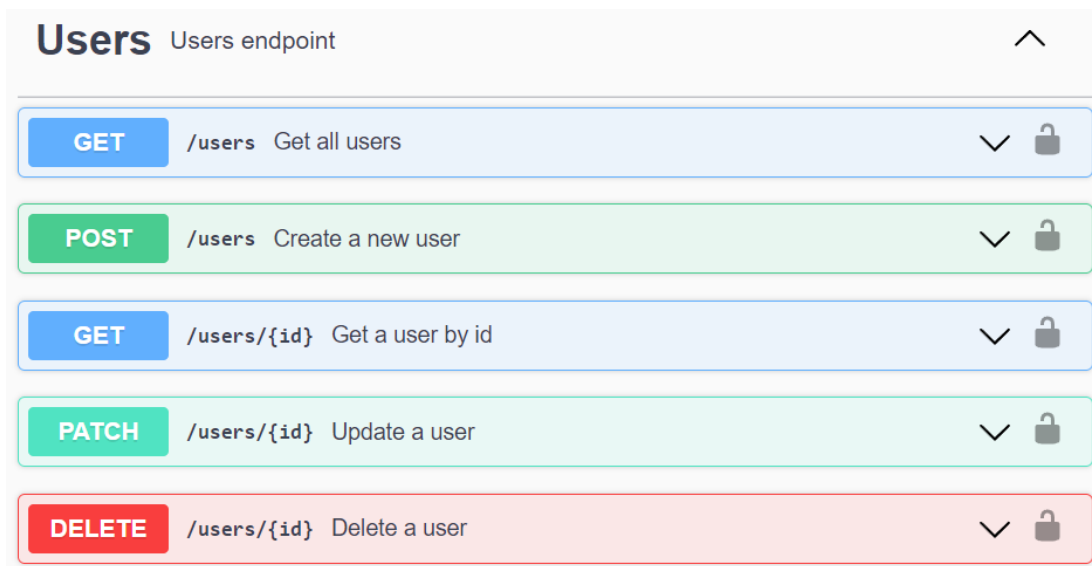 Users Users endpoint
GET /users Get all users
POST /users Create a new user
GET /users/{id} Get a user by id
PATCH /users/{id} Update a user
DELETE /users/{id} Delete a user